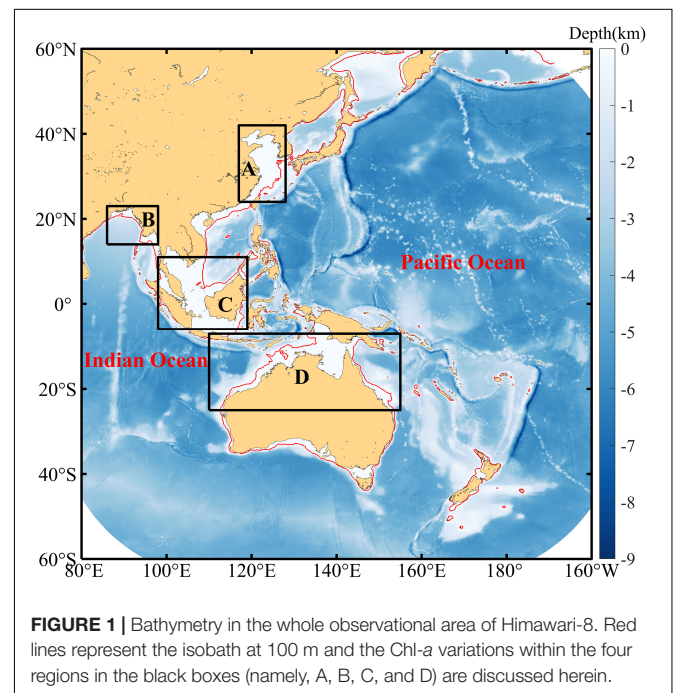 Depth(km)
60°N
40°N
20°N
0°
20°S
40°S
60°S
80°E
100°E
120°E
140°E
160°E
180°E
160°W
0
-1
-2
-3
-4
-5
-6
-7
-8
-9
A
B
C
D
Pacific Ocean
Indian Ocean
FIGURE 1 | Bathymetry in the whole observational area of Himawari-8. Red
lines represent the isobath at 100 m and the Chl-a variations within the four
regions in the black boxes (namely, A, B, C, and D) are discussed herein.